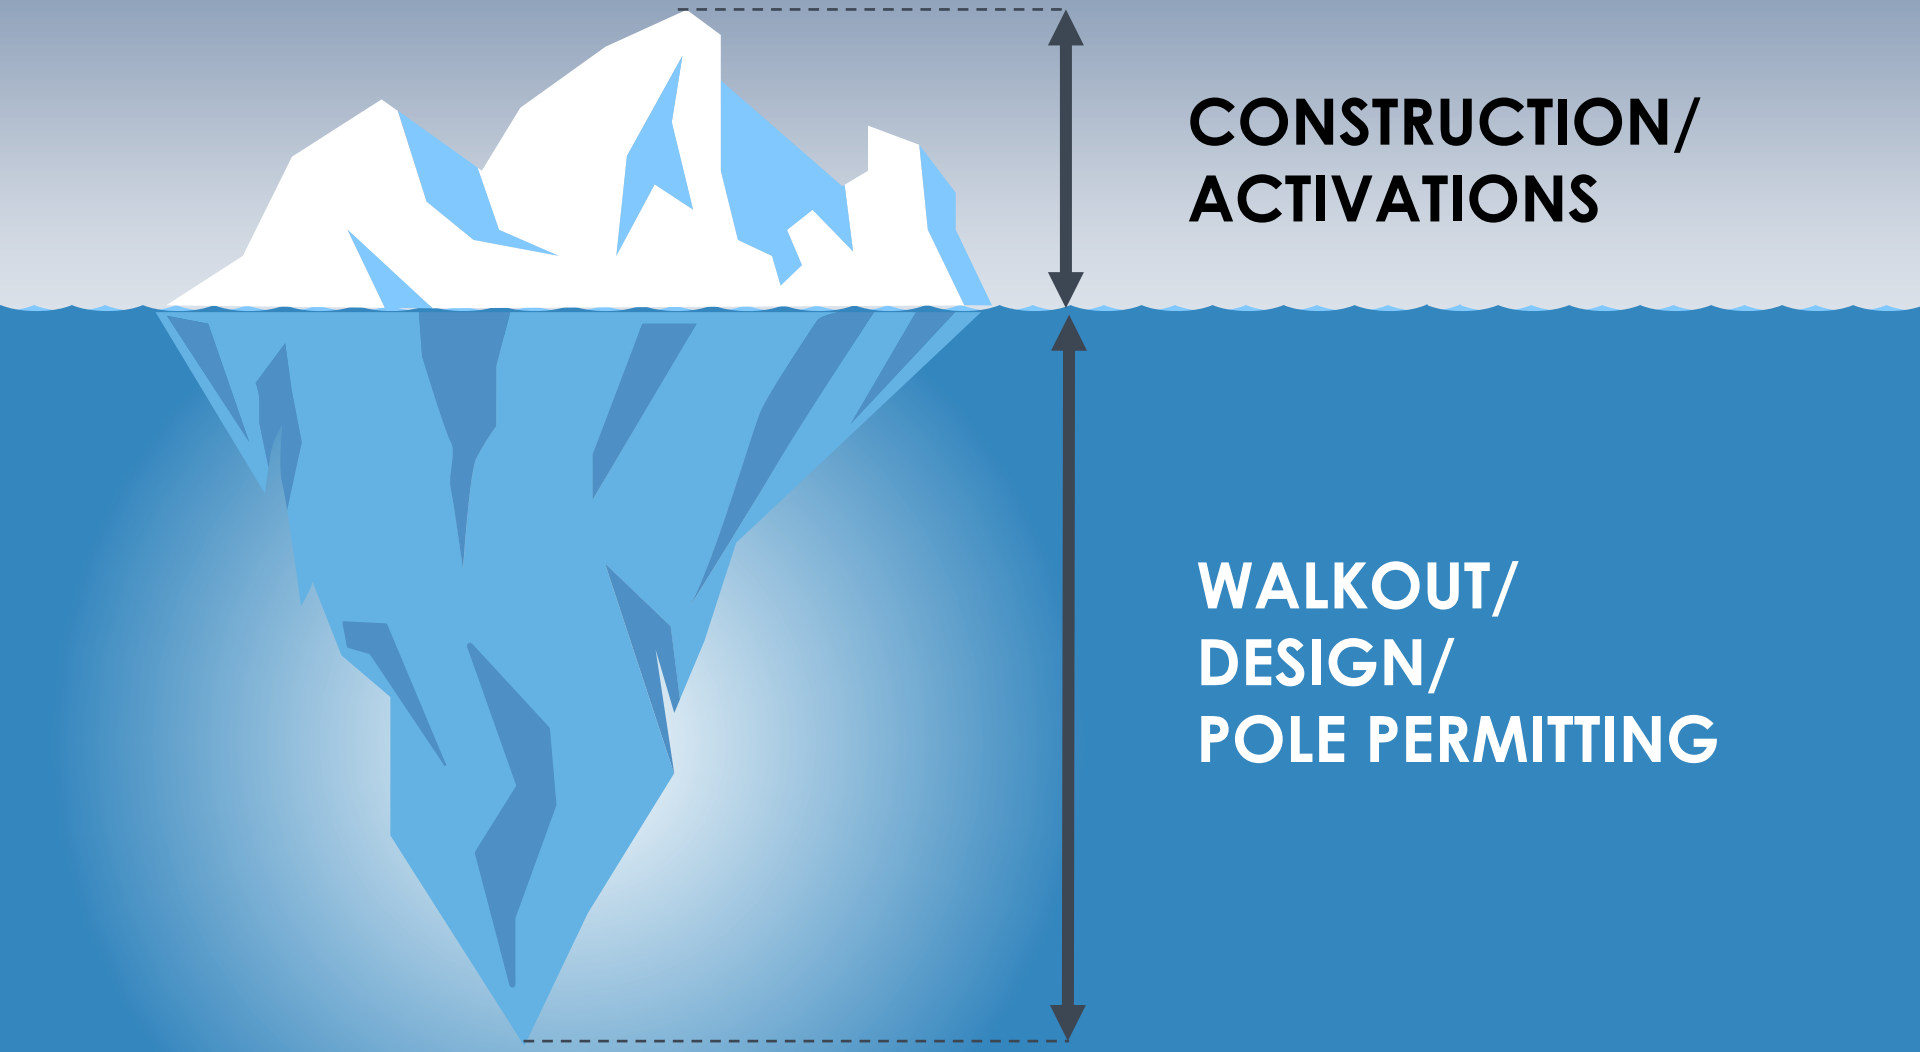 CONSTRUCTION/
ACTIVATIONS
WALKOUT/
DESIGN/
POLE PERMITTING